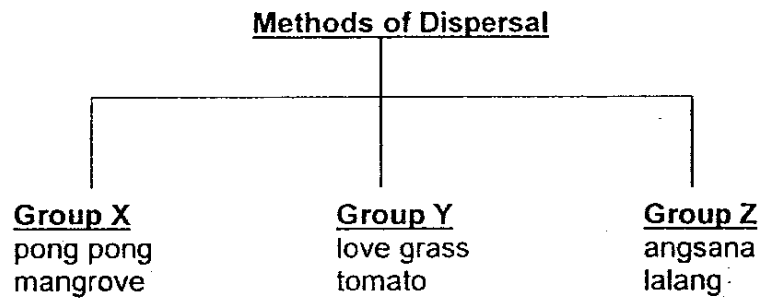 Methods of Dispersal
Group X
pong pong
mangrove
Group Y
love grass
tomato
Group Z
angsana
lalang